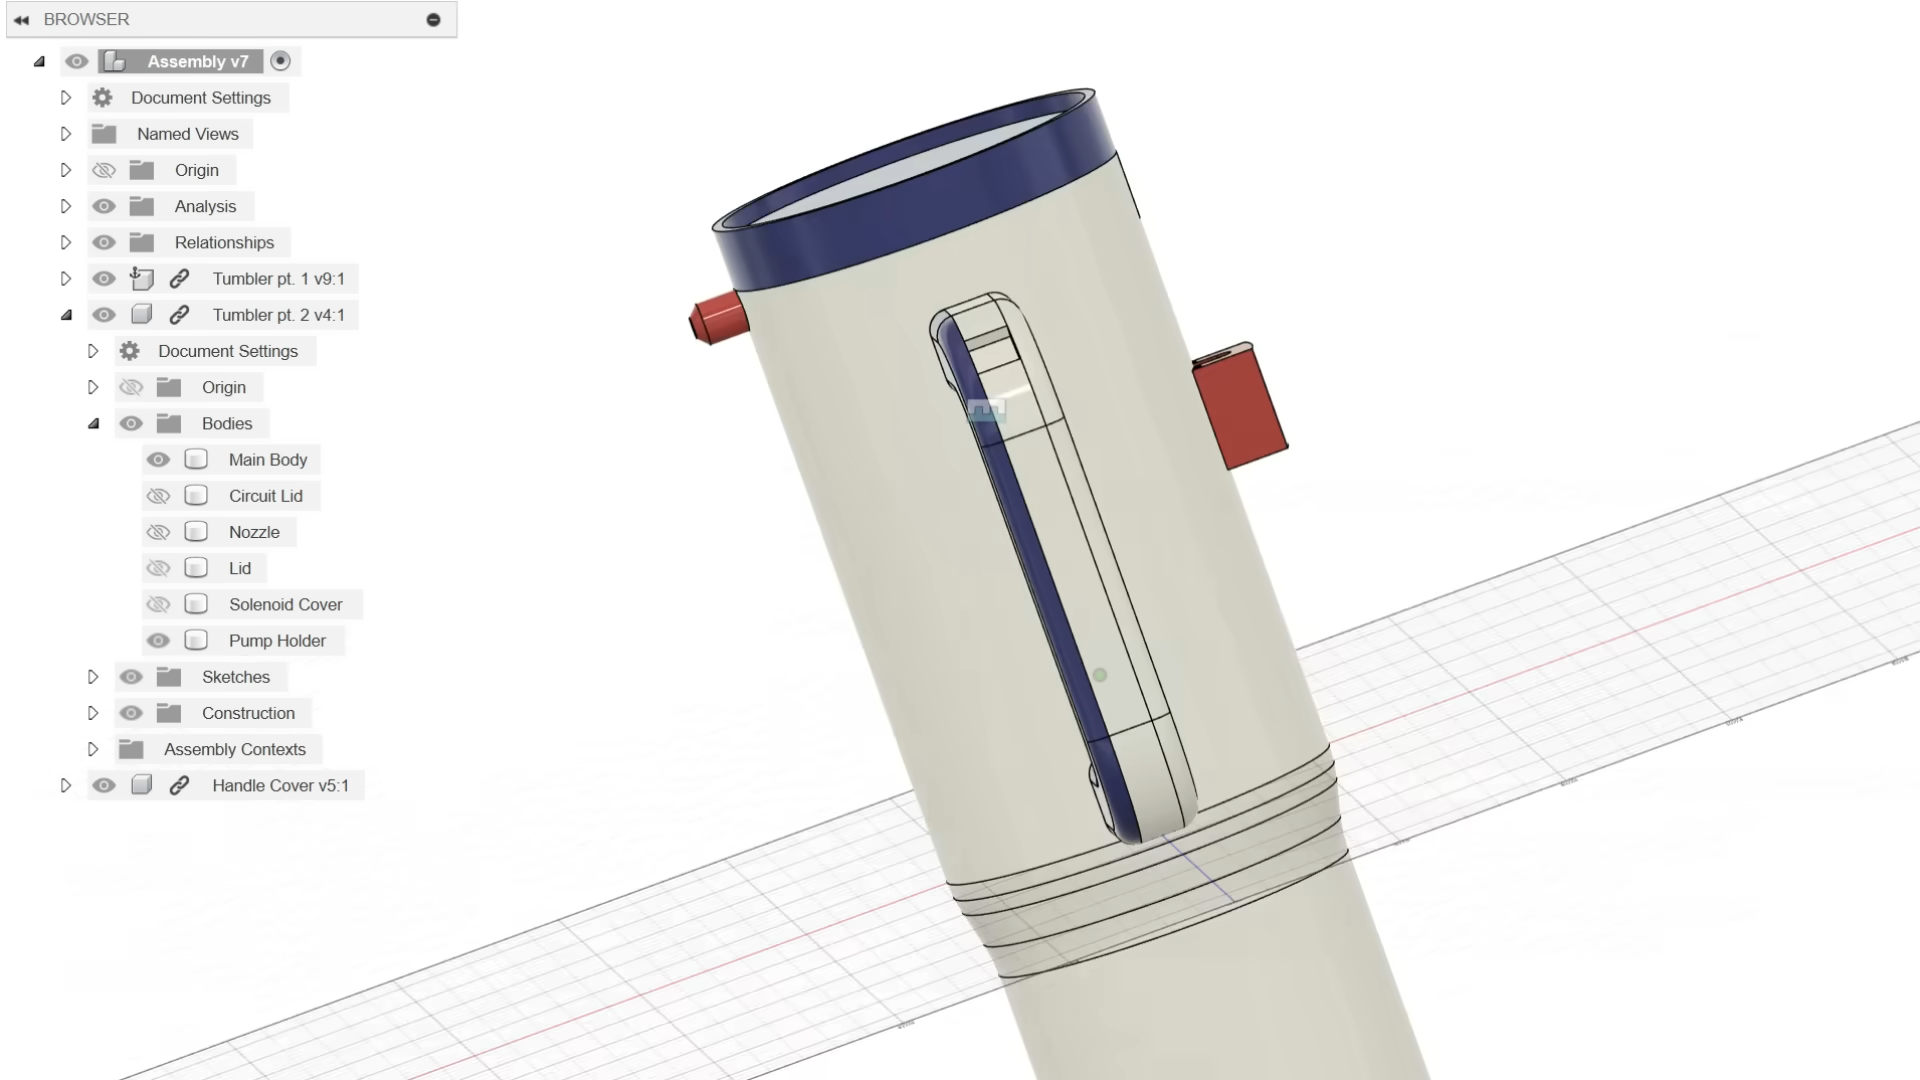 BROWSER
Assembly v7
Document Settings
Named Views
Origin
Analysis
Relationships
Tumbler pt. 1 v9:1
Tumbler pt. 2 v4:1
Document Settings
Origin
Bodies
Main Body
Circuit Lid
Nozzle
Lid
Solenoid Cover
Pump Holder
Sketches
Construction
Assembly Contexts
Handle Cover v5:1